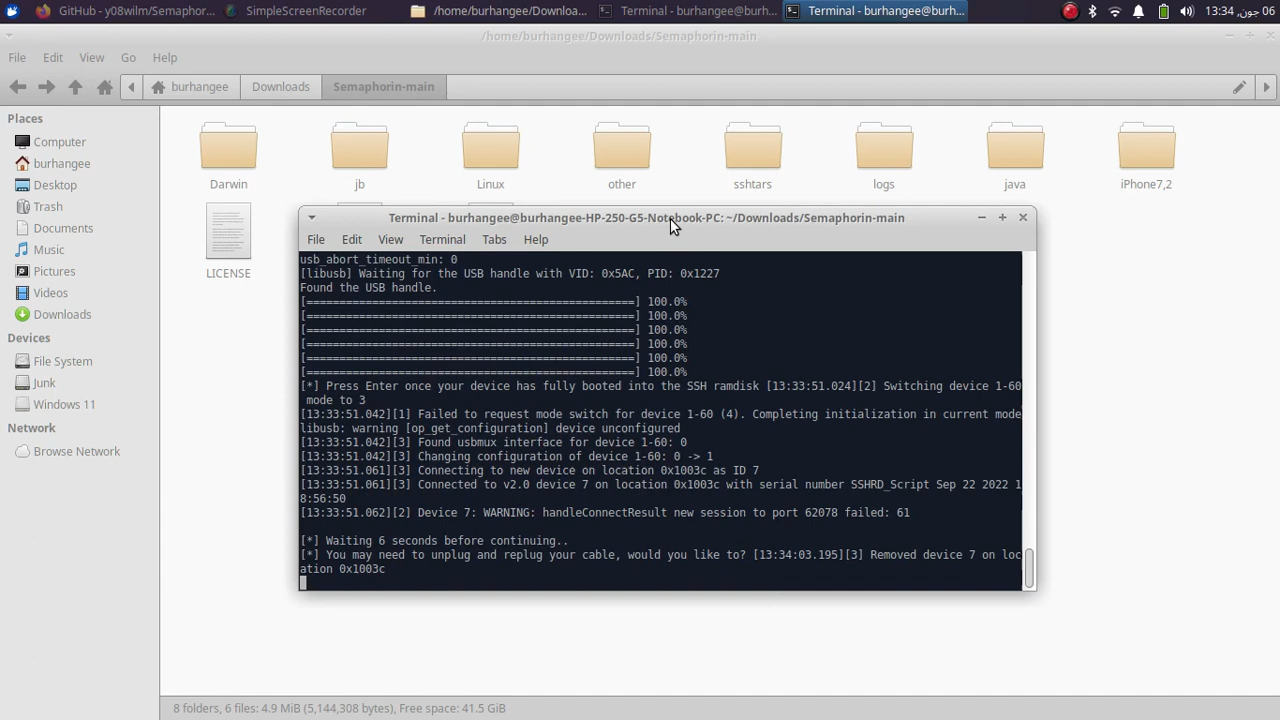 GitHub - y08wilm/Semaphor...
SimpleScreenRecorder
/home/burhangee/Downloa...
Terminal - burhangee@burh...
Terminal - burhangee@burh...
06 جون, 13:34
/home/burhangee/Downloads/Semaphorin-main
File Edit View Go Help
burhangee Downloads Semaphorin-main
Places
Computer
burhangee
Desktop
Trash
Documents
Music
Pictures
Videos
Downloads
Devices
File System
Junk
Windows 11
Network
Browse Network
Darwin jb Linux other sshtars logs java iPhone7,2
LICENSE
Terminal - burhangee@burhangee-HP-250-G5-Notebook-PC: ~/Downloads/Semaphorin-main
File Edit View Terminal Tabs Help
usb_abort_timeout_min: 0
[libusb] Waiting for the USB handle with VID: 0x5AC, PID: 0x1227
Found the USB handle.
[==================================================] 100.0%
[==================================================] 100.0%
[==================================================] 100.0%
[==================================================] 100.0%
[==================================================] 100.0%
[==================================================] 100.0%
[*] Press Enter once your device has fully booted into the SSH ramdisk [13:33:51.024][2] Switching device 1-60
mode to 3
[13:33:51.042][1] Failed to request mode switch for device 1-60 (4). Completing initialization in current mode
libusb: warning [op_get_configuration] device unconfigured
[13:33:51.042][3] Found usbmux interface for device 1-60: 0
[13:33:51.042][3] Changing configuration of device 1-60: 0 -> 1
[13:33:51.061][3] Connecting to new device on location 0x1003c as ID 7
[13:33:51.061][3] Connected to v2.0 device 7 on location 0x1003c with serial number SSHRD_Script Sep 22 2022 1
8:56:50
[13:33:51.062][2] Device 7: WARNING: handleConnectResult new session to port 62078 failed: 61
[*] Waiting 6 seconds before continuing..
[*] You may need to unplug and replug your cable, would you like to? [13:34:03.195][3] Removed device 7 on loc
ation 0x1003c
8 folders, 6 files: 4.9 MiB (5,144,308 bytes), Free space: 41.5 GiB